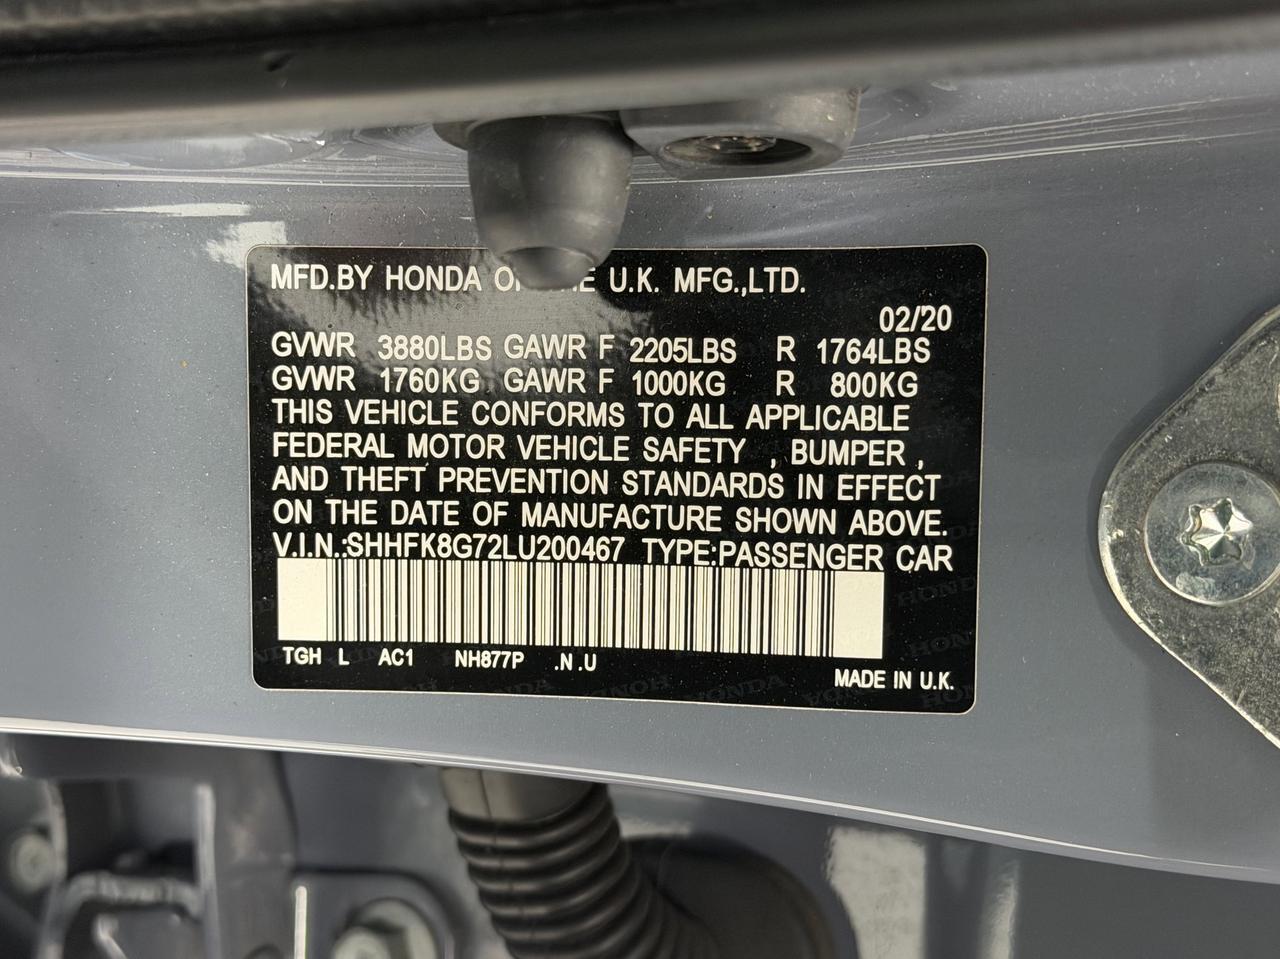 MFD.BY HONDA O E U.K. MFG.,LTD.
02/'20
GVWR 3880LBS GAWR F 2205LBS R 1764LBS
GVWR 1760KG GAWR F 1000KG R 800KG
THIS VEHICLE CONFORMS TO ALL APPLICABLE
FEDERAL MOTOR VEHICLE SAFETY , BUMPER ,
AND THEFT PREVENTION STANDARDS IN EFFECT
ON THE DATE OF MANUFACTURE SHOWN ABOVE.
V.I.N.:SHHFK8G72LU200467 TYPE:PASSENGER CAR
TGH L AC1 NH877P .N .U
MADE IN U.K.